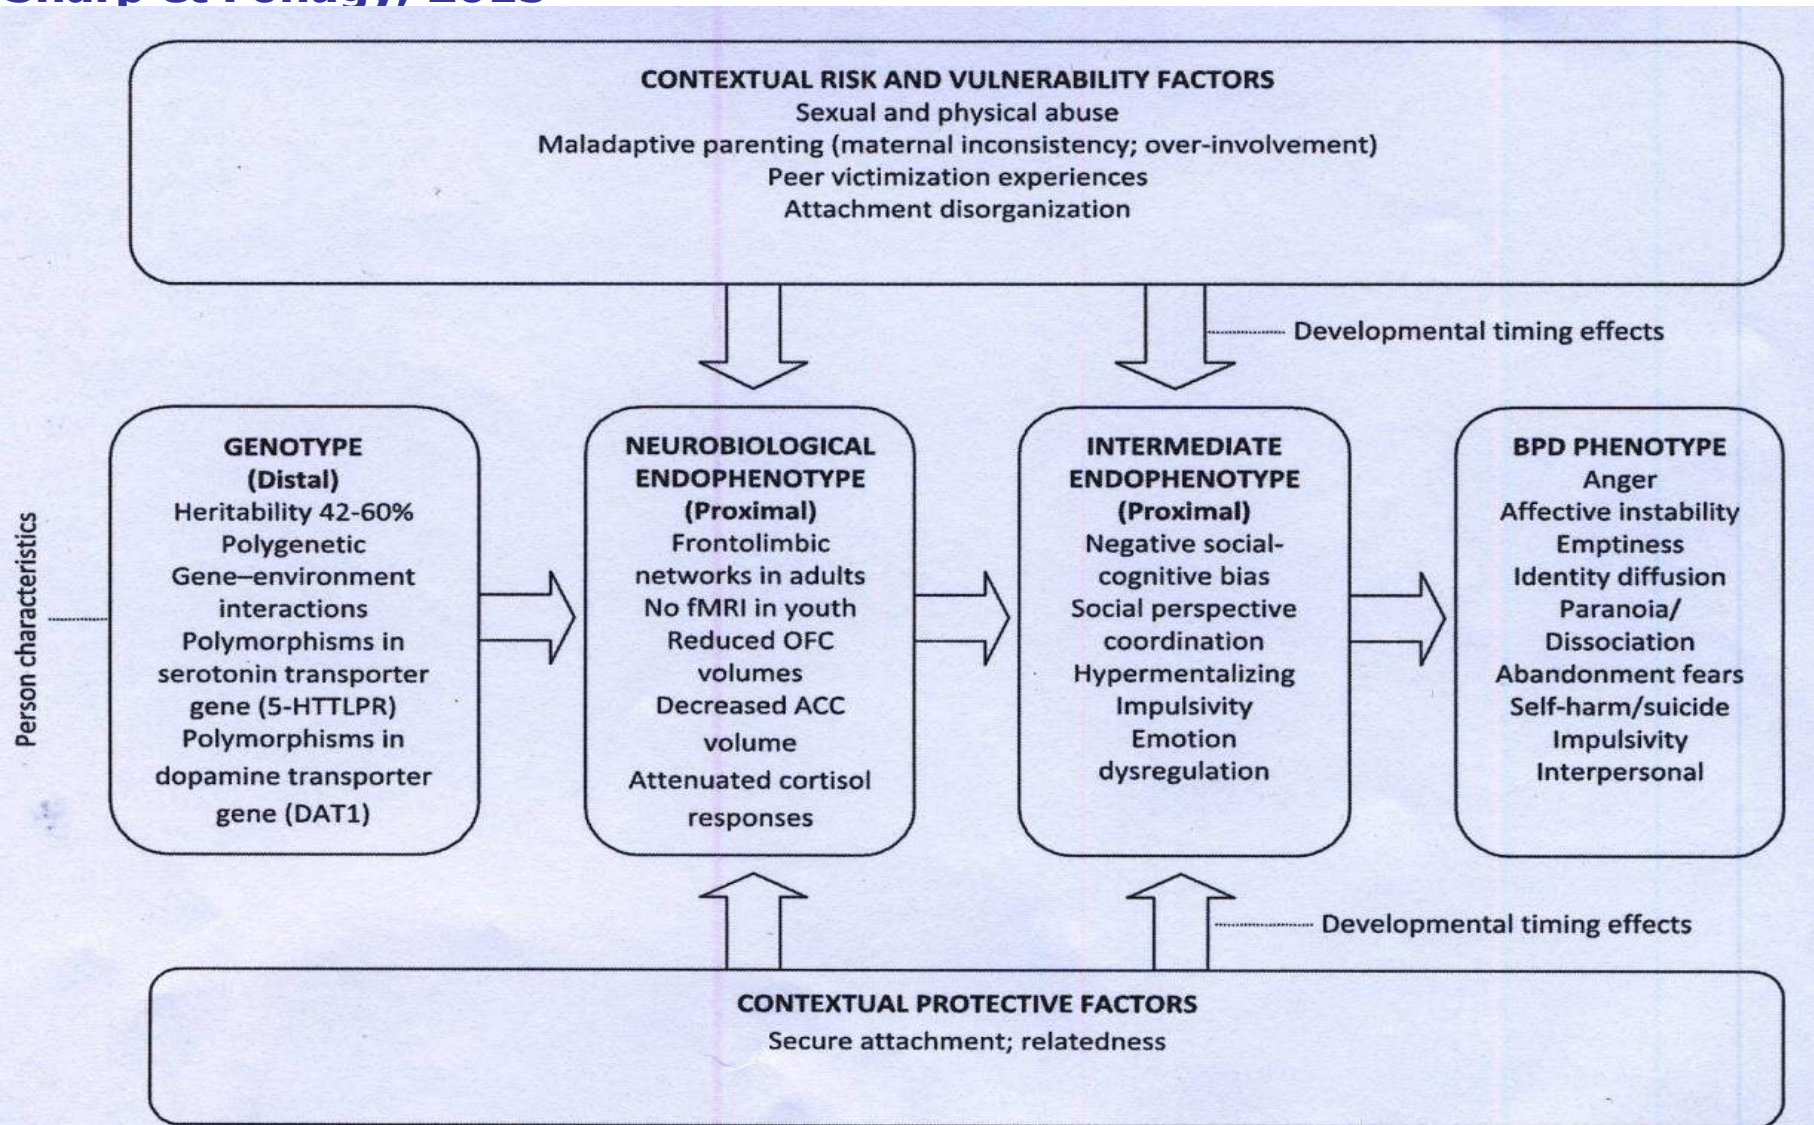 Sharp Fonagy,
CONTEXTUAL RISK AND VULNERABILITY FACTORS
Sexual and physical abuse
Maladaptive parenting (maternal inconsistency; over-involvement)
Peer victimization experiences
Attachment disorganization
Developmental timing effects
Person characteristics
GENOTYPE
(Distal)
Heritability 42-60%
Polygenetic
Gene–environment
interactions
Polymorphisms in
serotonin transporter
gene (5-HTTLPR)
Polymorphisms in
dopamine transporter
gene (DAT1)
NEUROBIOLOGICAL
ENDOPHENOTYPE
(Proximal)
Frontolimbic
networks in adults
No fMRI in youth
Reduced OFC
volumes
Decreased ACC
volume
Attenuated cortisol
responses
INTERMEDIATE
ENDOPHENOTYPE
(Proximal)
Negative social-
cognitive bias
Social perspective
coordination
Hypermentalizing
Impulsivity
Emotion
dysregulation
BPD PHENOTYPE
Anger
Affective instability
Emptiness
Identity diffusion
Paranoia/
Dissociation
Abandonment fears
Self-harm/suicide
Impulsivity
Interpersonal
Developmental timing effects
CONTEXTUAL PROTECTIVE FACTORS
Secure attachment; relatedness